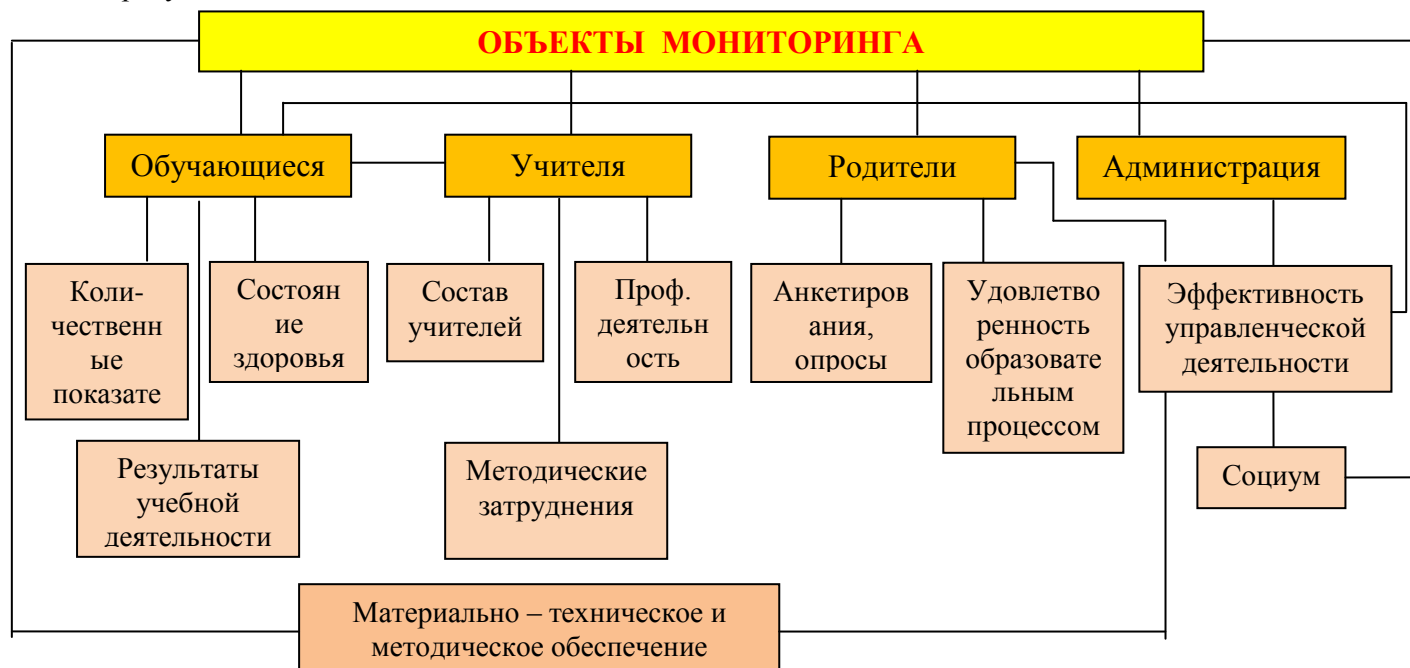 ОБЪЕКТЫ МОНИТОРИНГА
Обучающиеся
Учителя
Родители
Администрация
Коли-
чественн
ые
показате
Состоян
ие
здоровья
Состав
учителей
Проф.
деятельн
ость
Анкетиров
ания,
опросы
Удовлетво
ренность
образовате
льным
процессом
Эффективность
управленческой
деятельности
Результаты
учебной
деятельности
Методические
затруднения
Социум
Материально – техническое и
методическое обеспечение